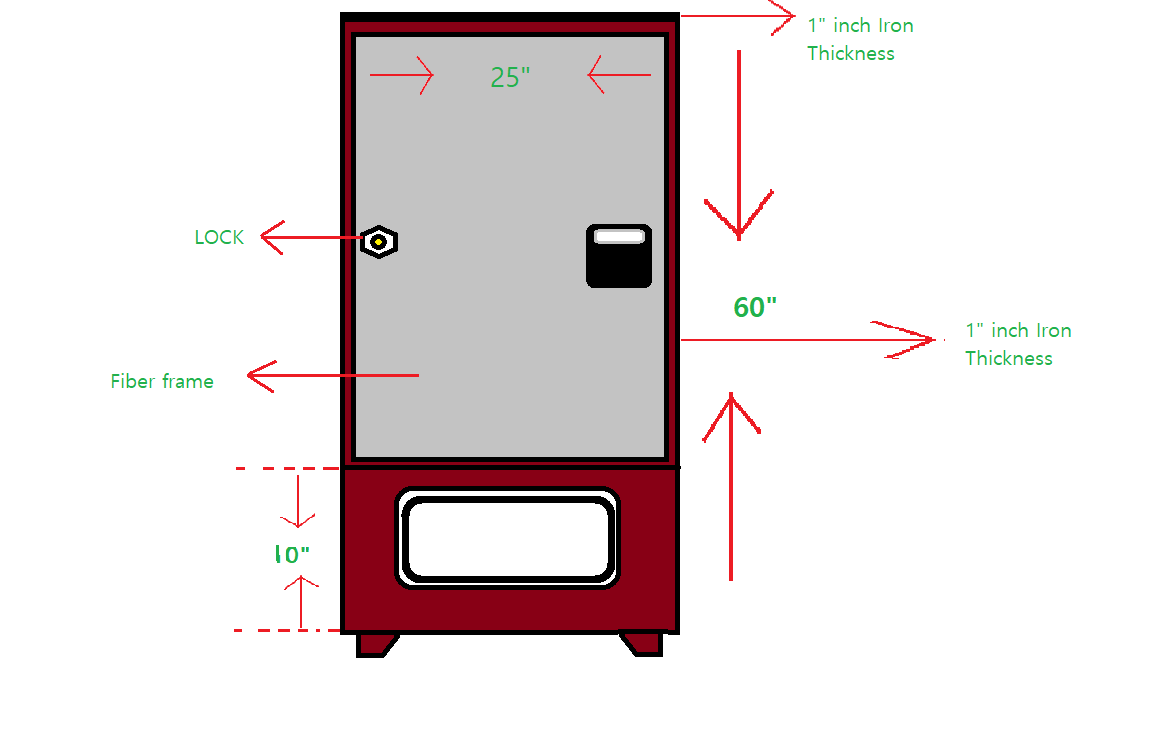 1" inch Iron
Thickness
25"
LOCK
60"
1" inch Iron
Thickness
Fiber frame
10"